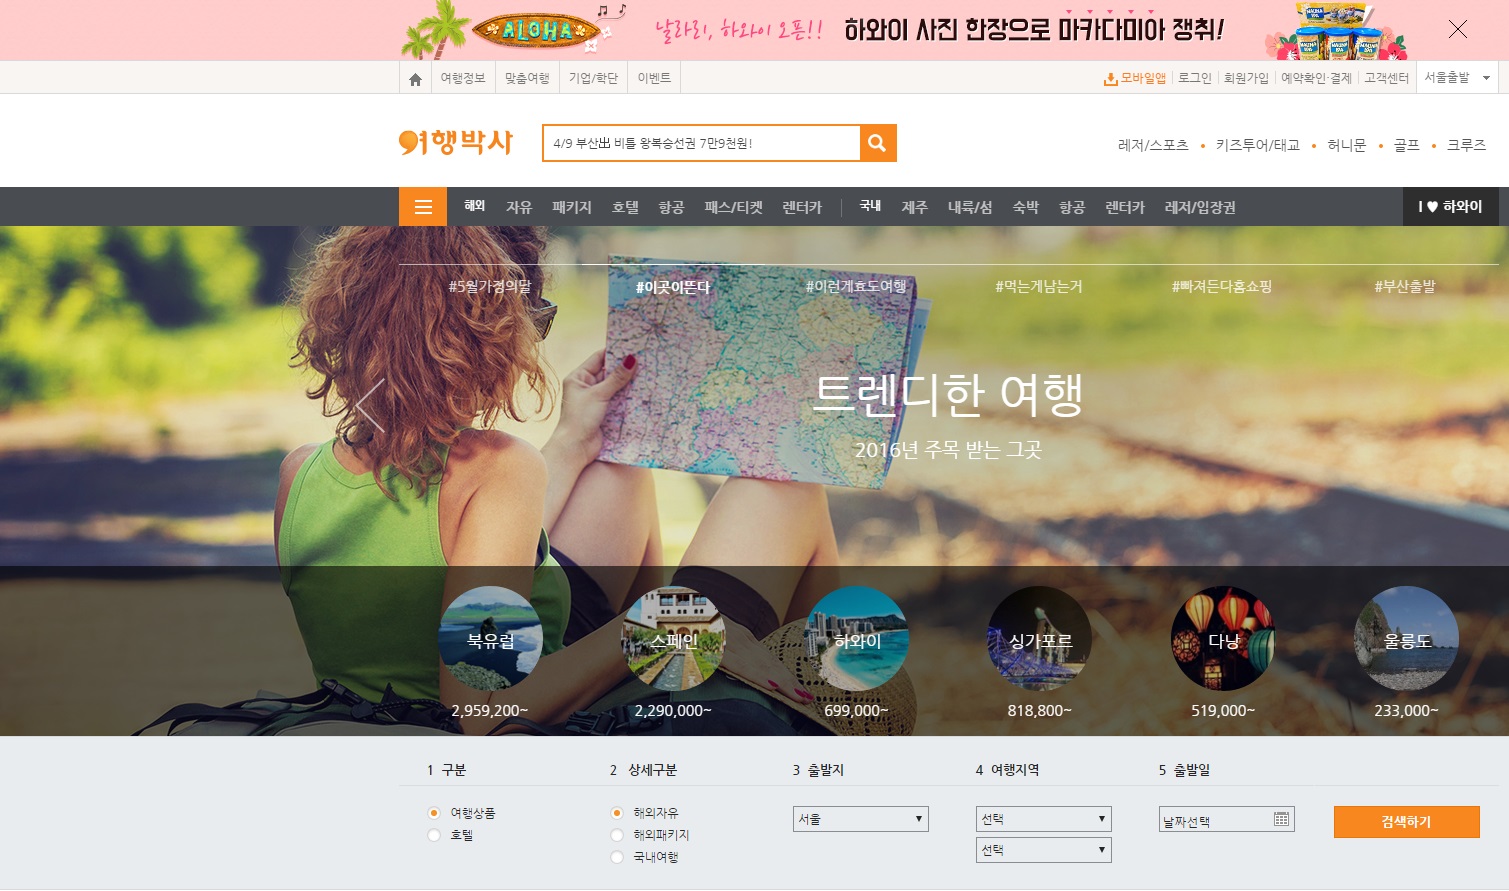 ALOHA 날라리, 하와이 오픈!! 하와이 사진 한장으로 마카다미아 쟁취!
여행정보 맞춤여행 기업/학단 이벤트 모바일앱 로그인 회원가입 예약확인·결제 고객센터 서울출발
여행박사 4/9 부산出 비틀 왕복승선권 7만9천원! 레저/스포츠 • 키즈투어/태교 • 허니문 • 골프 • 크루즈
해외 자유 패키지 호텔 항공 패스/티켓 렌터카 국내 제주 내륙/섬 숙박 항공 렌터카 레저/입장권 I ♥ 하와이
#5월가정의달 #이곳이뜬다 #이런게효도여행 #먹는게남는거 #빠져든다홈쇼핑 #부산출발
트렌디한 여행
2016년 주목 받는 그곳
북유럽 스페인 하와이 싱가포르 다낭 울릉도
2,959,200~ 2,290,000~ 699,000~ 818,800~ 519,000~ 233,000~
1 구분 2 상세구분 3 출발지 4 여행지역 5 출발일
여행상품 해외자유 서울 선택 날짜선택 검색하기
호텔 해외패키지 선택
국내여행